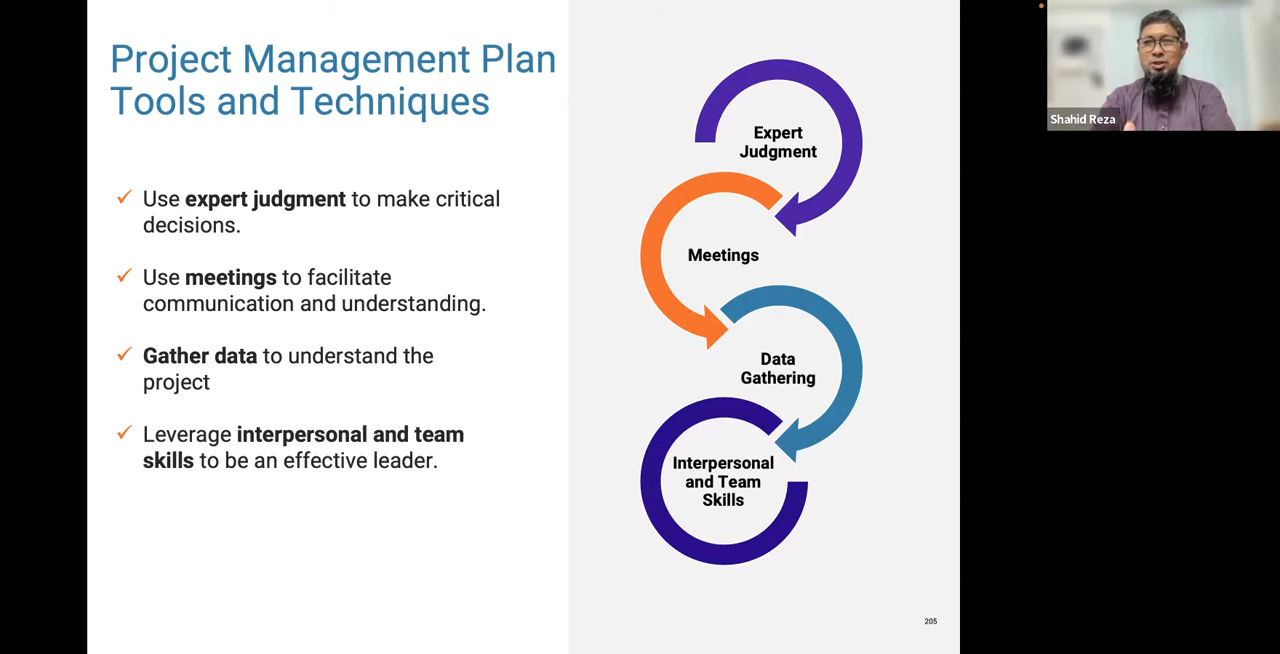 Project Management Plan
Tools and Techniques
✓ Use expert judgment to make critical
decisions.
✓ Use meetings to facilitate
communication and understanding.
✓ Gather data to understand the
project
✓ Leverage interpersonal and team
skills to be an effective leader.
Expert
Judgment
Meetings
Data
Gathering
Interpersonal
and Team
Skills
205
Shahid Reza